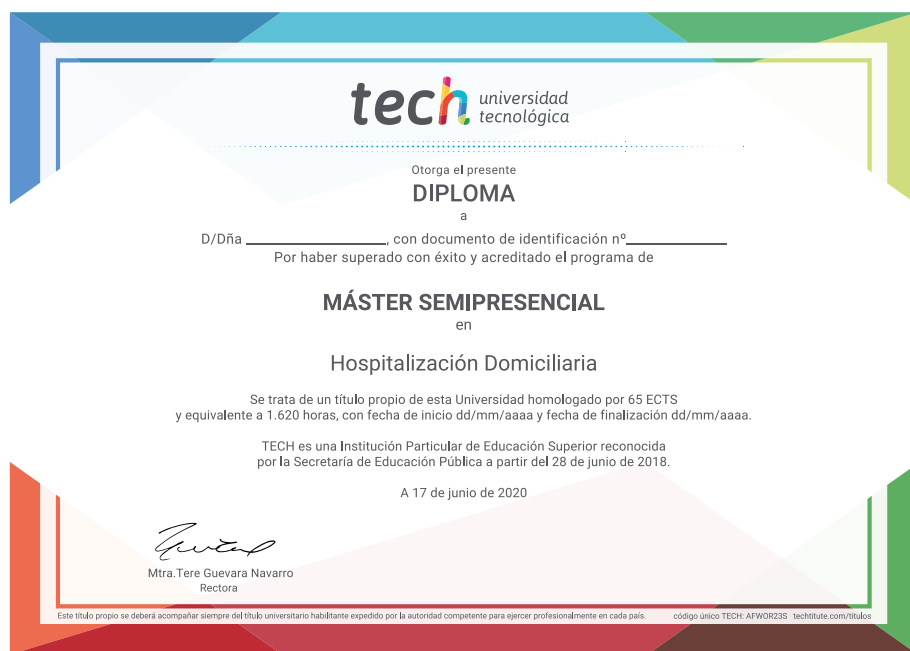 tech universidad
tecnológica
Otorga el presente
DIPLOMA
a
D/Dña ________________, con documento de identificación nº____________
Por haber superado con éxito y acreditado el programa de
MÁSTER SEMIPRESENCIAL
en
Hospitalización Domiciliaria
Se trata de un título propio de esta Universidad homologado por 65 ECTS
y equivalente a 1.620 horas, con fecha de inicio dd/mm/aaaa y fecha de finalización dd/mm/aaaa.
TECH es una Institución Particular de Educación Superior reconocida
por la Secretaría de Educación Pública a partir del 28 de junio de 2018.
A 17 de junio de 2020
Mtra.Tere Guevara Navarro
Rectora
Este título propio se deberá acompañar siempre del título universitario habilitante expedido por la autoridad competente para ejercer profesionalmente en cada país. código único TECH: AFWOR23S techtitute.com/titulos